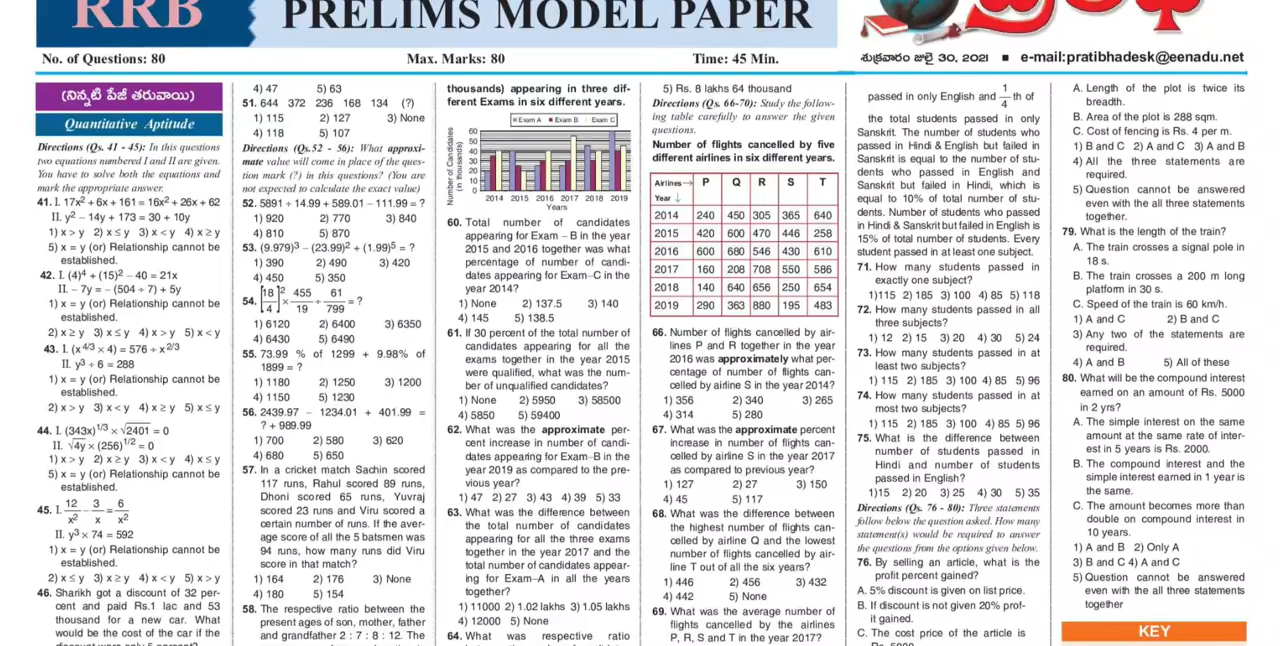 RRB
PRELIMS MODEL PAPER
No. of Questions: 80
Max. Marks: 80
Time: 45 Min.
శుక్రవారం జులై 30, 2021 ■ e-mail:pratibhadesk@eenadu.net
(నిన్నటి పేజీ తరువాయి)
Quantitative Aptitude
Directions (Q. 41 - 45): In this questions
two equations numbered I and II are given.
You have to solve both the equations and
mark the appropriate answer.
41. I. 17x² + 6x + 161 = 16x² + 26x + 62
II. y² – 14y + 173 = 30 + 10y
1) x > y 2) x ≤ y 3) x < y 4) x ≥ y
5) x = y (or) Relationship cannot be
established.
42. I. (4)⁴ + (15)² – 40 = 21x
II. – 7y = – (504 ÷ 7) + 5y
1) x = y (or) Relationship cannot be
established.
2) x ≥ y 3) x ≤ y 4) x > y 5) x < y
43. I. (x^4/3 × 4) = 576 ÷ x^2/3
II. y³ ÷ 6 = 288
1) x = y (or) Relationship cannot be
established.
2) x > y 3) x < y 4) x ≥ y 5) x ≤ y
44. I. (343x)^1/3 × √2401 = 0
II. √4y × (256)^1/2 = 0
1) x > y 2) x ≥ y 3) x < y 4) x ≤ y
5) x = y (or) Relationship cannot be
established.
45. I. 12/x² – 3/x = 6/x²
II. y³ × 74 = 592
1) x = y (or) Relationship cannot be
established.
2) x ≤ y 3) x ≥ y 4) x < y 5) x > y
46. Sharikh got a discount of 32 per-
cent and paid Rs.1 lac and 53
thousand for a new car. What
would be the cost of the car if the
discount were only 5 percent?
4) 47 5) 63
51. 644 372 236 168 134 (?)
1) 115 2) 127 3) None
4) 118 5) 107
Directions (Qs.52 - 56): What approxi-
mate value will come in place of the ques-
tion mark (?) in this questions? (You are
not expected to calculate the exact value)
52. 5891 ÷ 14.99 + 589.01 – 111.99 = ?
1) 920 2) 770 3) 840
4) 810 5) 870
53. (9.979)³ – (23.99)² + (1.99)⁵ = ?
1) 390 2) 490 3) 420
4) 450 5) 350
54. [18/4]² × 455/19 ÷ 61/799 = ?
1) 6120 2) 6400 3) 6350
4) 6430 5) 6490
55. 73.99 % of 1299 + 9.98% of
1899 = ?
1) 1180 2) 1250 3) 1200
4) 1150 5) 1230
56. 2439.97 – 1234.01 + 401.99 =
? + 989.99
1) 700 2) 580 3) 620
4) 680 5) 650
57. In a cricket match Sachin scored
117 runs, Rahul scored 89 runs,
Dhoni scored 65 runs, Yuvraj
scored 23 runs and Viru scored a
certain number of runs. If the aver-
age score of all the 5 batsmen was
94 runs, how many runs did Viru
score in that match?
1) 164 2) 176 3) None
4) 180 5) 154
58. The respective ratio between the
present ages of son, mother, father
and grandfather 2 : 7 : 8 : 12. The
thousands) appearing in three dif-
ferent Exams in six different years.
Exam A Exam B Exam C
Number of Candidates
(in thousands)
60
50
40
30
20
10
0
2014 2015 2016 2017 2018 2019
Years
60. Total number of candidates
appearing for Exam – B in the year
2015 and 2016 together was what
percentage of number of candi-
dates appearing for Exam–C in the
year 2014?
1) None 2) 137.5 3) 140
4) 145 5) 138.5
61. If 30 percent of the total number of
candidates appearing for all the
exams together in the year 2015
were qualified, what was the num-
ber of unqualified candidates?
1) None 2) 5950 3) 58500
4) 5850 5) 59400
62. What was the approximate per-
cent increase in number of candi-
dates appearing for Exam–B in the
year 2019 as compared to the pre-
vious year?
1) 47 2) 27 3) 43 4) 39 5) 33
63. What was the difference between
the total number of candidates
appearing for all the three exams
together in the year 2017 and the
total number of candidates appear-
ing for Exam–A in all the years
together?
1) 11000 2) 1.02 lakhs 3) 1.05 lakhs
4) 12000 5) None
64. What was respective ratio
5) Rs. 8 lakhs 64 thousand
Directions (Qs. 66-70): Study the follow-
ing table carefully to answer the given
questions.
Number of flights cancelled by five
different airlines in six different years.
Airlines→ P Q R S T
Year ↓
2014 240 450 305 365 640
2015 420 600 470 446 258
2016 600 680 546 430 610
2017 160 208 708 550 586
2018 140 640 656 250 654
2019 290 363 880 195 483
66. Number of flights cancelled by air-
lines P and R together in the year
2016 was approximately what per-
centage of number of flights can-
celled by airline S in the year 2014?
1) 356 2) 340 3) 265
4) 314 5) 280
67. What was the approximate percent
increase in number of flights can-
celled by airline S in the year 2017
as compared to previous year?
1) 127 2) 27 3) 150
4) 45 5) 117
68. What was the difference between
the highest number of flights can-
celled by airline Q and the lowest
number of flights cancelled by air-
line T out of all the six years?
1) 446 2) 456 3) 432
4) 442 5) None
69. What was the average number of
flights cancelled by the airlines
P, R, S and T in the year 2017?
passed in only English and 1/4 th of
the total students passed in only
Sanskrit. The number of students who
passed in Hindi & English but failed in
Sanskrit is equal to the number of stu-
dents who passed in English and
Sanskrit but failed in Hindi, which is
equal to 10% of total number of stu-
dents. Number of students who passed
in Hindi & Sanskrit but failed in English is
15% of total number of students. Every
student passed in at least one subject.
71. How many students passed in
exactly one subject?
1)115 2) 185 3) 100 4) 85 5) 118
72. How many students passed in all
three subjects?
1) 12 2) 15 3) 20 4) 30 5) 24
73. How many students passed in at
least two subjects?
1) 115 2) 185 3) 100 4) 85 5) 96
74. How many students passed in at
most two subjects?
1) 115 2) 185 3) 100 4) 85 5) 96
75. What is the difference between
number of students passed in
Hindi and number of students
passed in English?
1)15 2) 20 3) 25 4) 30 5) 35
Directions (Qs. 76 - 80): Three statements
follow below the question asked. How many
statement(s) would be required to answer
the questions from the options given below.
76. By selling an article, what is the
profit percent gained?
A. 5% discount is given on list price.
B. If discount is not given 20% prof-
it gained.
C. The cost price of the article is
Rs. 5000.
A. Length of the plot is twice its
breadth.
B. Area of the plot is 288 sqm.
C. Cost of fencing is Rs. 4 per m.
1) B and C 2) A and C 3) A and B
4) All the three statements are
required.
5) Question cannot be answered
even with the all three statements
together.
79. What is the length of the train?
A. The train crosses a signal pole in
18 s.
B. The train crosses a 200 m long
platform in 30 s.
C. Speed of the train is 60 km/h.
1) A and C 2) B and C
3) Any two of the statements are
required.
4) A and B 5) All of these
80. What will be the compound interest
earned on an amount of Rs. 5000
in 2 yrs?
A. The simple interest on the same
amount at the same rate of inter-
est in 5 years is Rs. 2000.
B. The compound interest and the
simple interest earned in 1 year is
the same.
C. The amount becomes more than
double on compound interest in
10 years.
1) A and B 2) Only A
3) B and C 4) A and C
5) Question cannot be answered
even with the all three statements
together
KEY